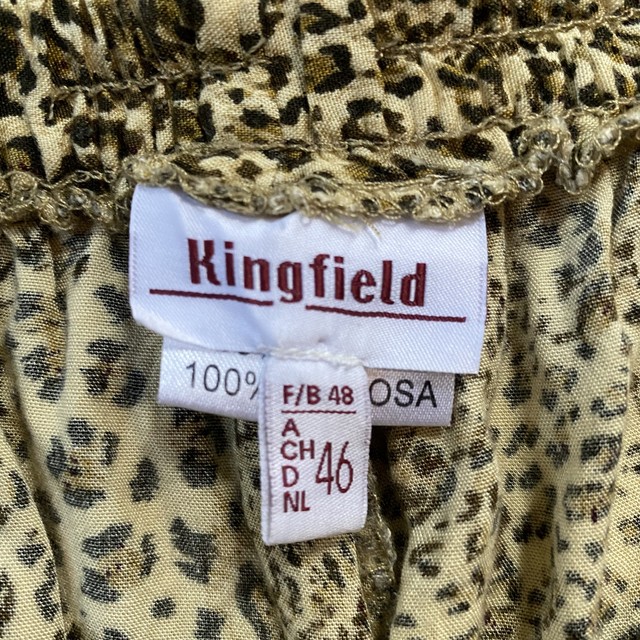 Kingfield
100% OSA
F/B 48
A
CH
D
NL
46